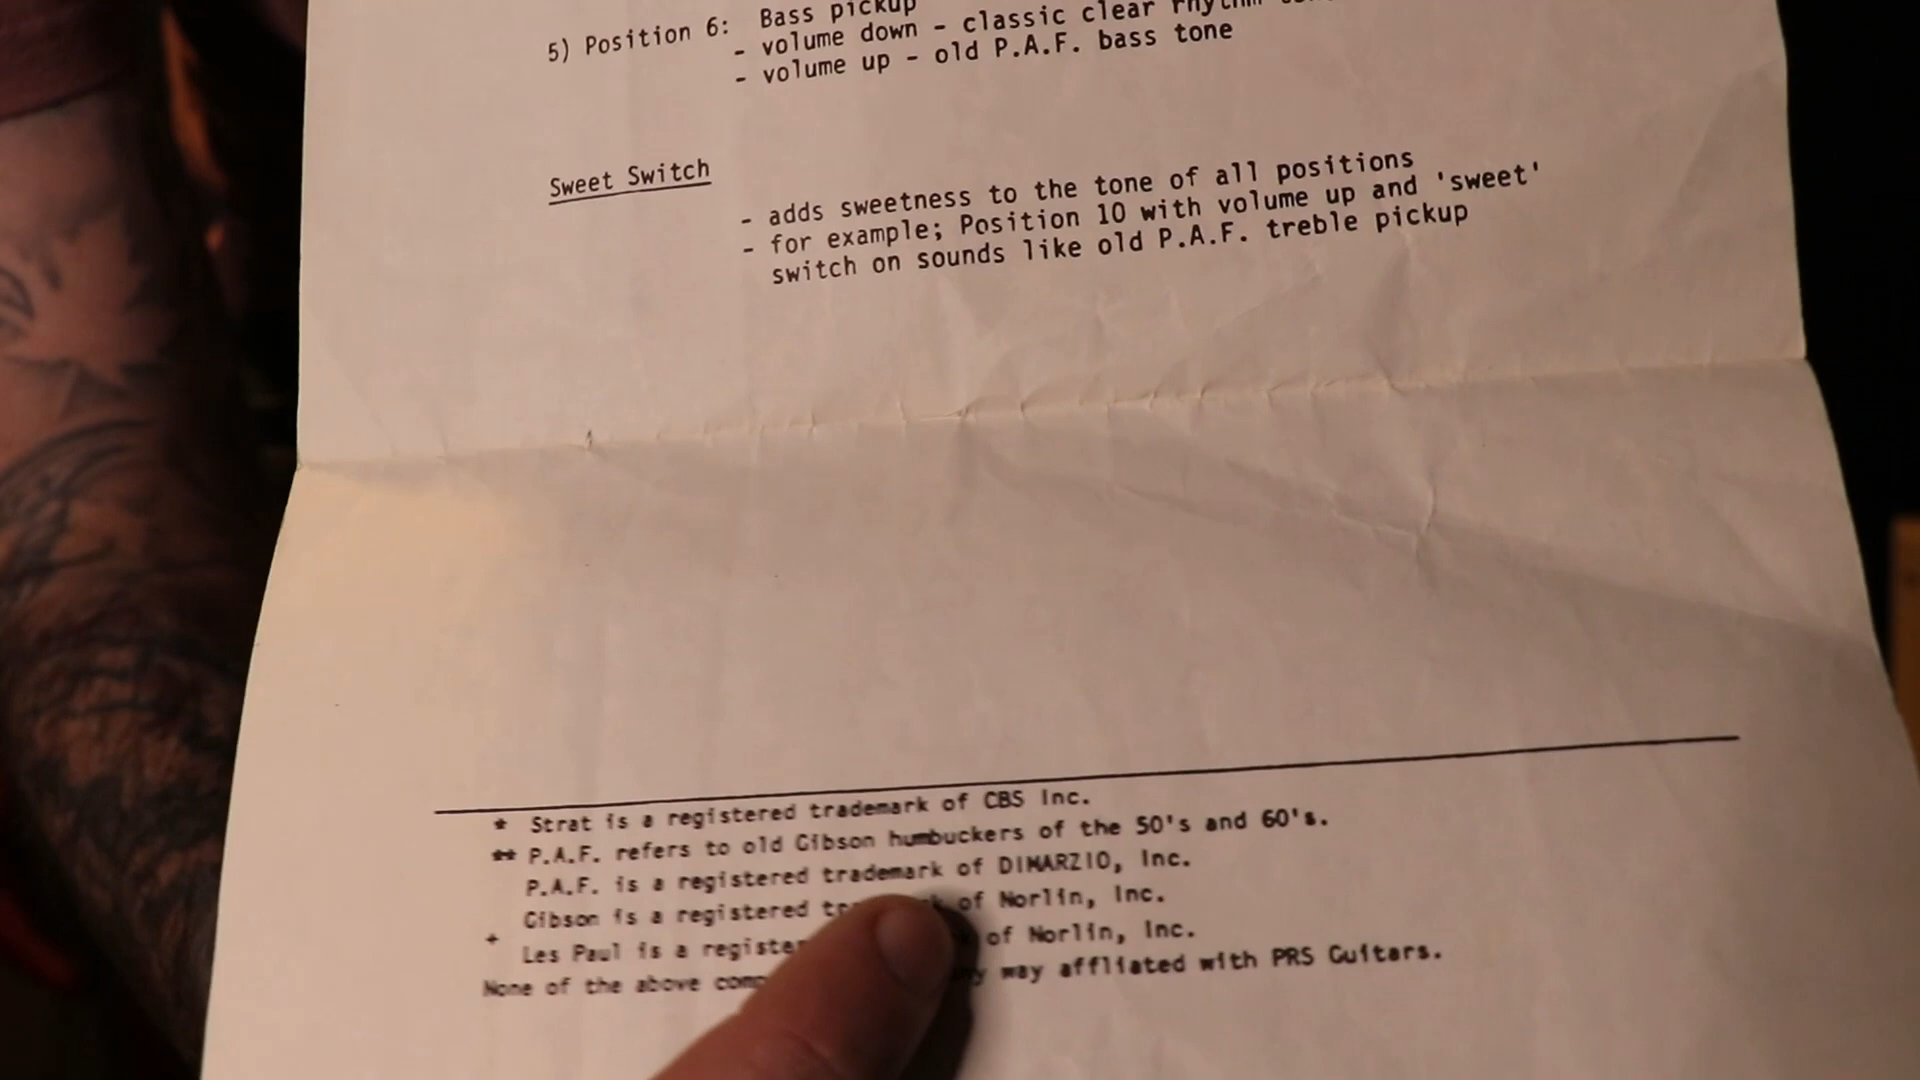 5) Position 6: Bass pickup
- volume down - classic clear rhythm
- volume up - old P.A.F. bass tone
Sweet Switch
- adds sweetness to the tone of all positions
- for example; Position 10 with volume up and 'sweet'
switch on sounds like old P.A.F. treble pickup
* Strat is a registered trademark of CBS Inc.
** P.A.F. refers to old Gibson humbuckers of the 50's and 60's.
P.A.F. is a registered trademark of DIMARZIO, Inc.
Gibson is a registered of Norlin, Inc.
+ Les Paul is a of Norlin, Inc.
None of the above way affliated with PRS Guitars.